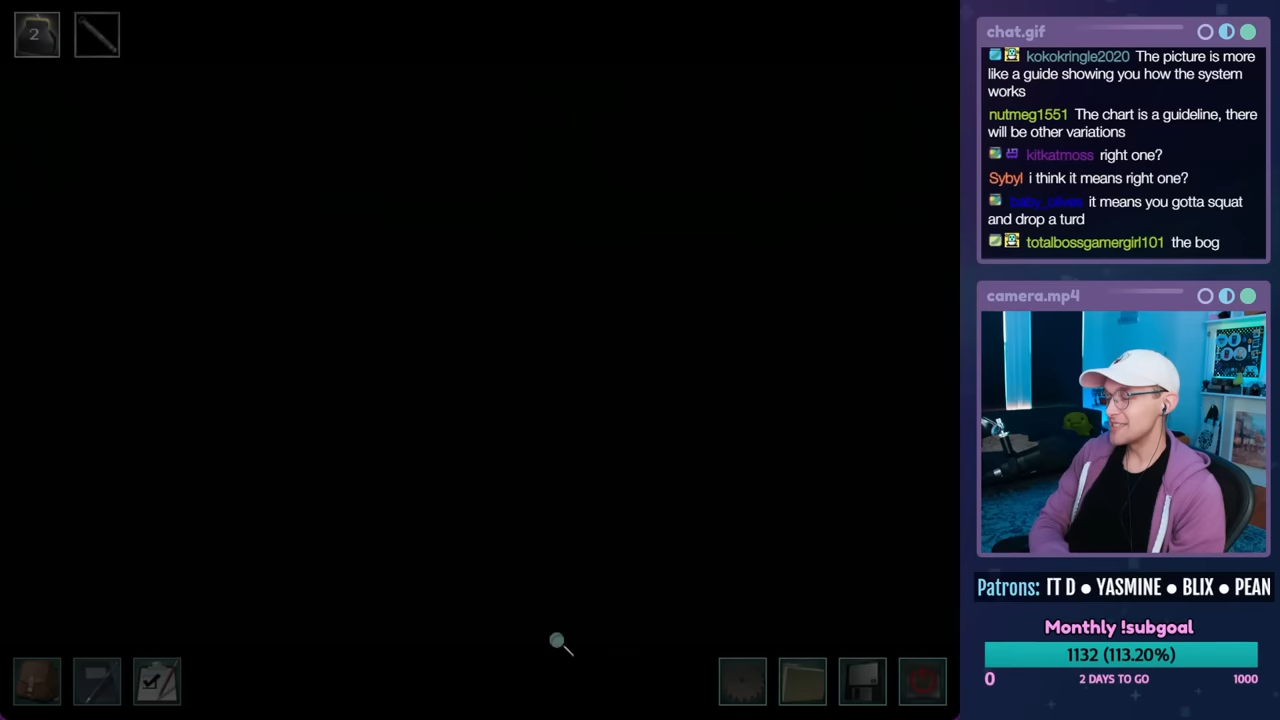 2
chat.gif
kokokringle2020 The picture is more
like a guide showing you how the system
works
nutmeg1551 The chart is a guideline, there
will be other variations
kitkatmoss right one?
Sybyl i think it means right one?
baby_olives it means you gotta squat
and drop a turd
totalbossgamergirl101 the bog
camera.mp4
Patrons: IT D ● YASMINE ● BLIX ● PEAN
Monthly !subgoal
1132 (113.20%)
0 2 DAYS TO GO 1000